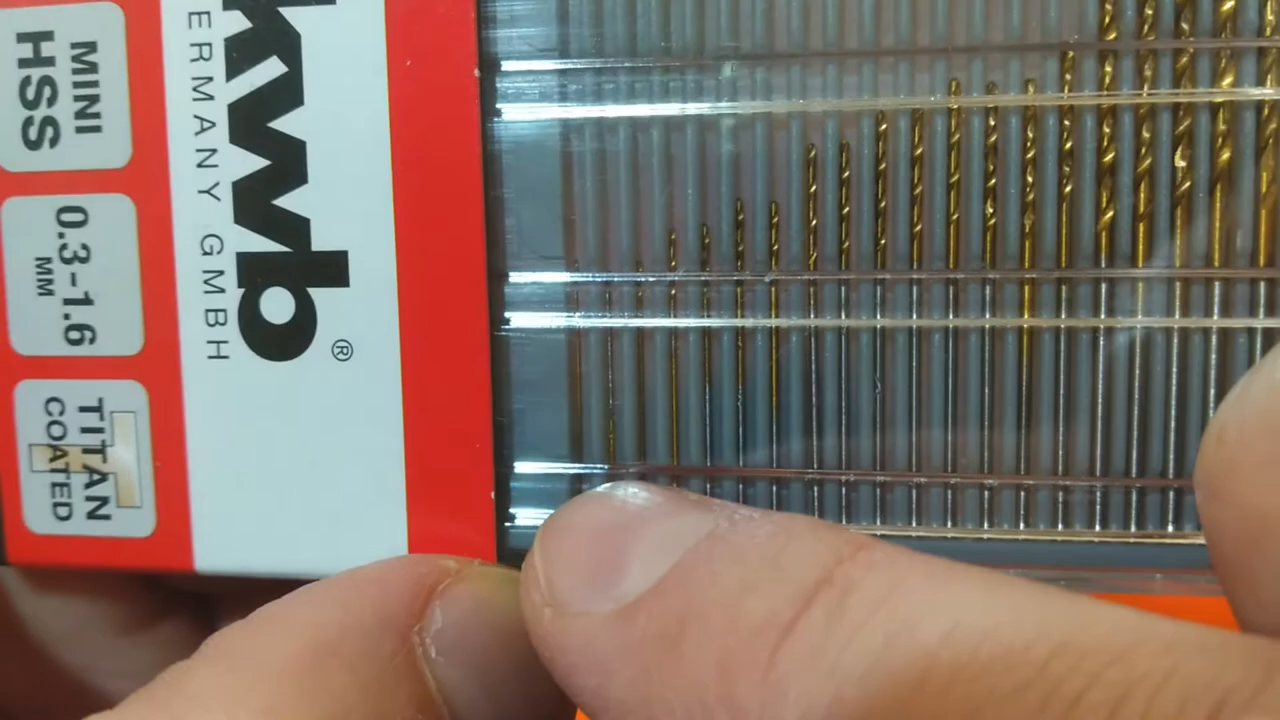 kwb
ERMANY GMBH
®
MINI
HSS
0.3-1.6
MM
TITAN
COATED